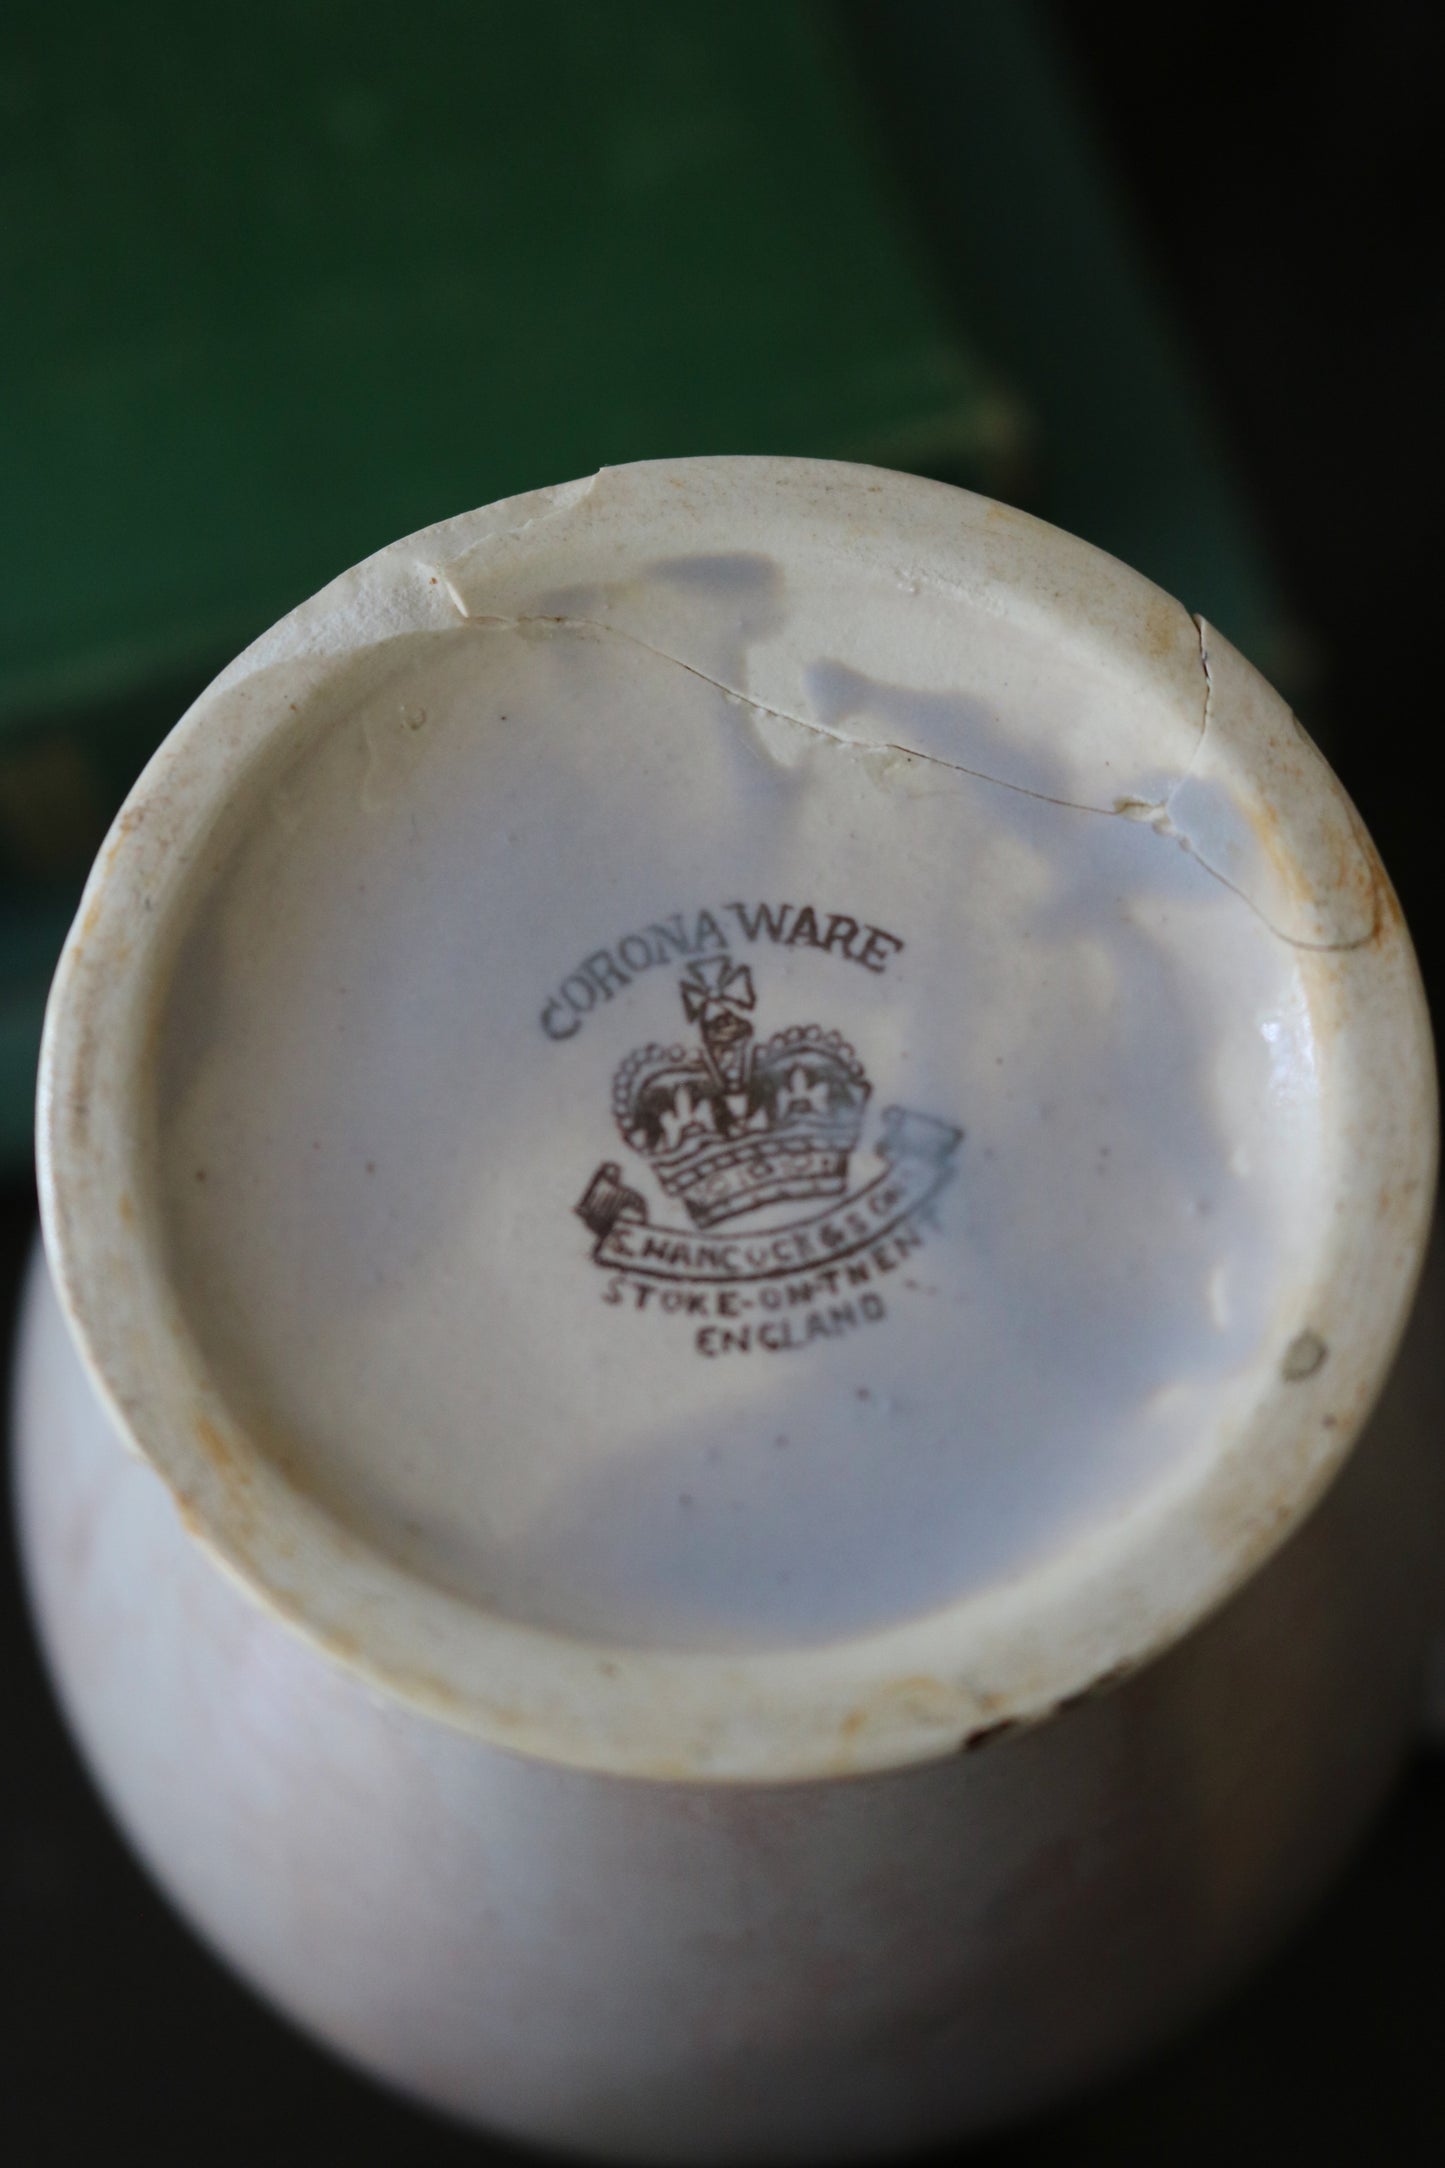 CORONA WARE
S. HANCOCK & SONS
STOKE-ON-TRENT
ENGLAND